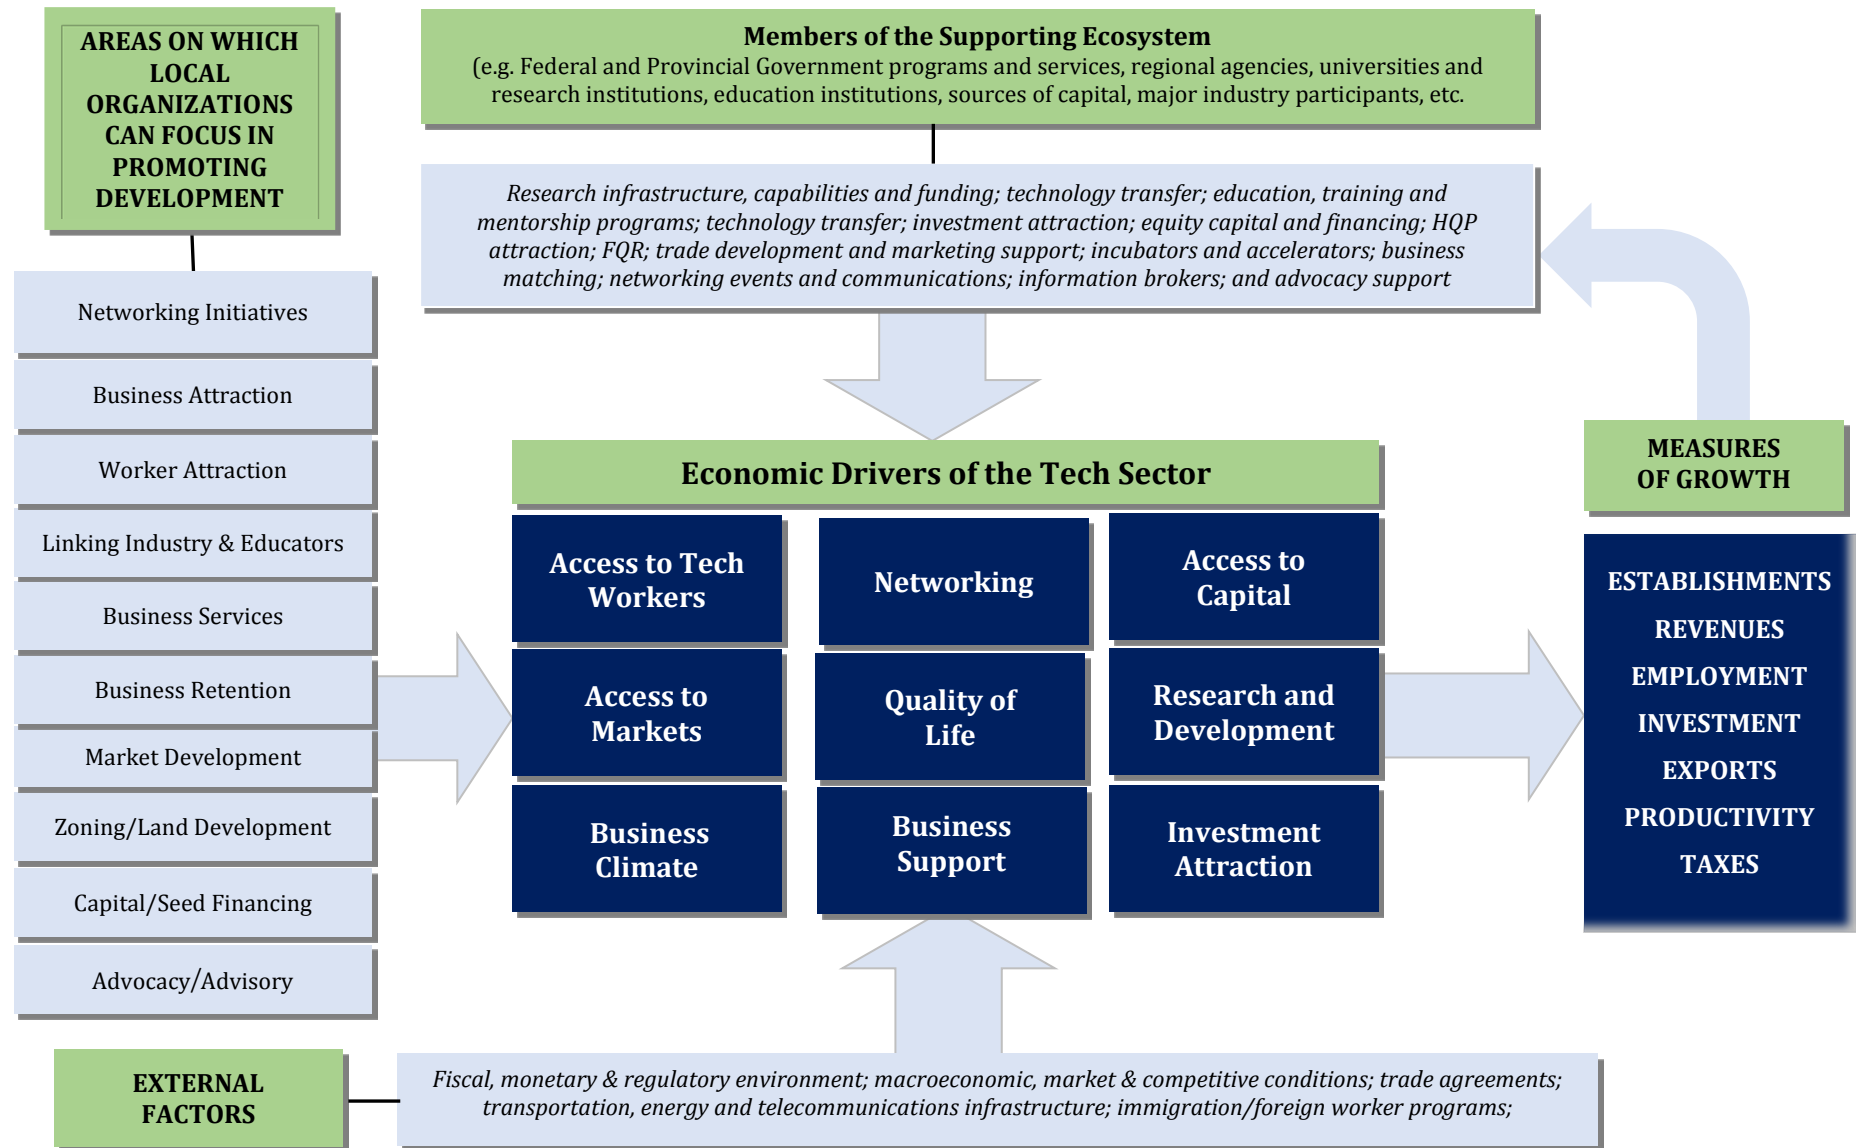 AREAS ON WHICH
LOCAL
ORGANIZATIONS
CAN FOCUS IN
PROMOTING
DEVELOPMENT
Networking Initiatives
Business Attraction
Worker Attraction
Linking Industry & Educators
Business Services
Business Retention
Market Development
Zoning/Land Development
Capital/Seed Financing
Advocacy/Advisory
Members of the Supporting Ecosystem
(e.g. Federal and Provincial Government programs and services, regional agencies, universities and
research institutions, education institutions, sources of capital, major industry participants, etc.
Research infrastructure, capabilities and funding; technology transfer; education, training and
mentorship programs; technology transfer; investment attraction; equity capital and financing; HQP
attraction; FQR; trade development and marketing support; incubators and accelerators; business
matching; networking events and communications; information brokers; and advocacy support
Economic Drivers of the Tech Sector
Access to Tech
Workers
Networking
Access to
Capital
Access to
Markets
Quality of
Life
Research and
Development
Business
Climate
Business
Support
Investment
Attraction
MEASURES
OF GROWTH
ESTABLISHMENTS
REVENUES
EMPLOYMENT
INVESTMENT
EXPORTS
PRODUCTIVITY
TAXES
EXTERNAL
FACTORS
Fiscal, monetary & regulatory environment; macroeconomic, market & competitive conditions; trade agreements;
transportation, energy and telecommunications infrastructure; immigration/foreign worker programs;